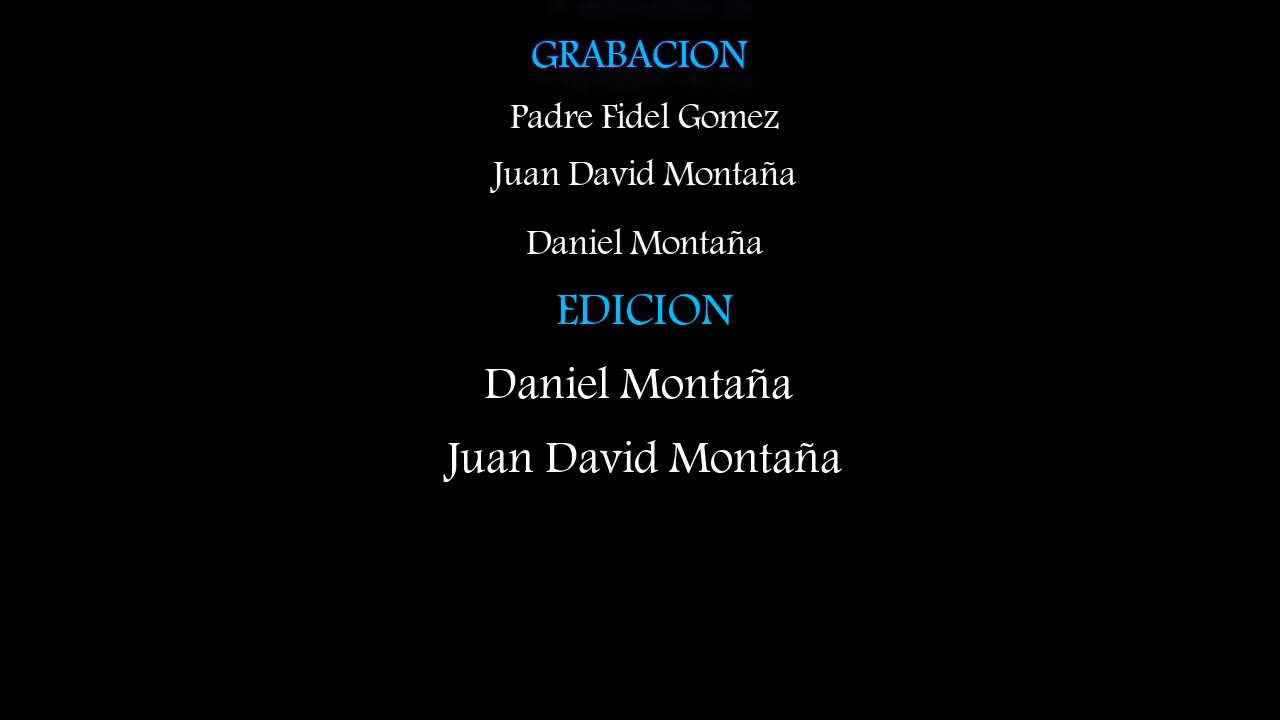 GRABACION
Padre Fidel Gomez
Juan David Montaña
Daniel Montaña
EDICION
Daniel Montaña
Juan David Montaña